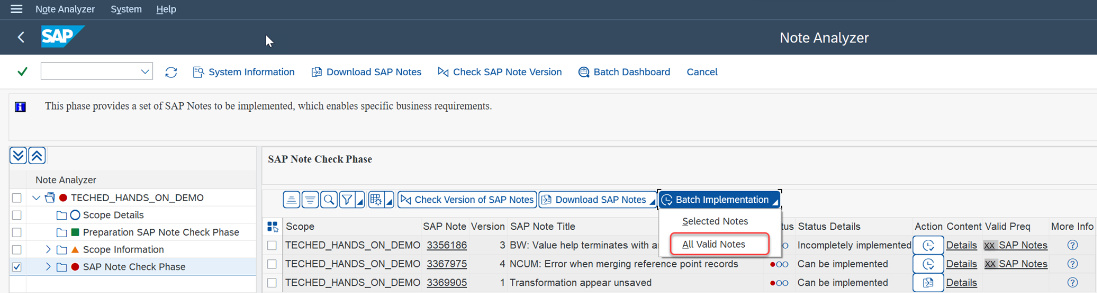 Note Analyzer System Help
SAP Note Analyzer
System Information Download SAP Notes Check SAP Note Version Batch Dashboard Cancel
This phase provides a set of SAP Notes to be implemented, which enables specific business requirements.
SAP Note Check Phase
Note Analyzer
TECHED_HANDS_ON_DEMO
Scope Details
Preparation SAP Note Check Phase
Scope Information
SAP Note Check Phase
Check Version of SAP Notes Download SAP Notes Batch Implementation
Selected Notes
All Valid Notes
Scope SAP Note Version SAP Note Title tus Status Details Action Content Valid Preq More Info
TECHED_HANDS_ON_DEMO 3356186 3 BW: Value help terminates with a Incompletely implemented Details XX SAP Notes
TECHED_HANDS_ON_DEMO 3367975 4 NCUM: Error when merging reference point records Can be implemented Details XX SAP Notes
TECHED_HANDS_ON_DEMO 3369905 1 Transformation appear unsaved Can be implemented Details